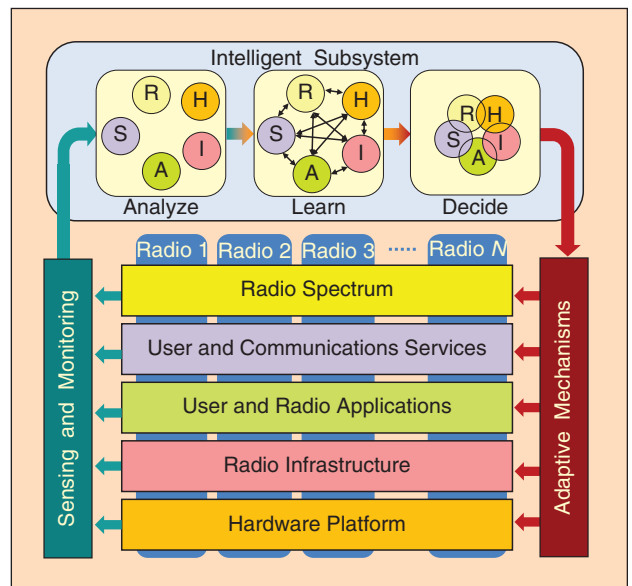 Intelligent Subsystem
R
H
S
I
A
Analyze
R
H
S
I
A
Learn
R
H
S
I
A
Decide
Radio 1
Radio 2
Radio 3
......
Radio N
Sensing and Monitoring
Radio Spectrum
User and Communications Services
User and Radio Applications
Radio Infrastructure
Hardware Platform
Adaptive Mechanisms